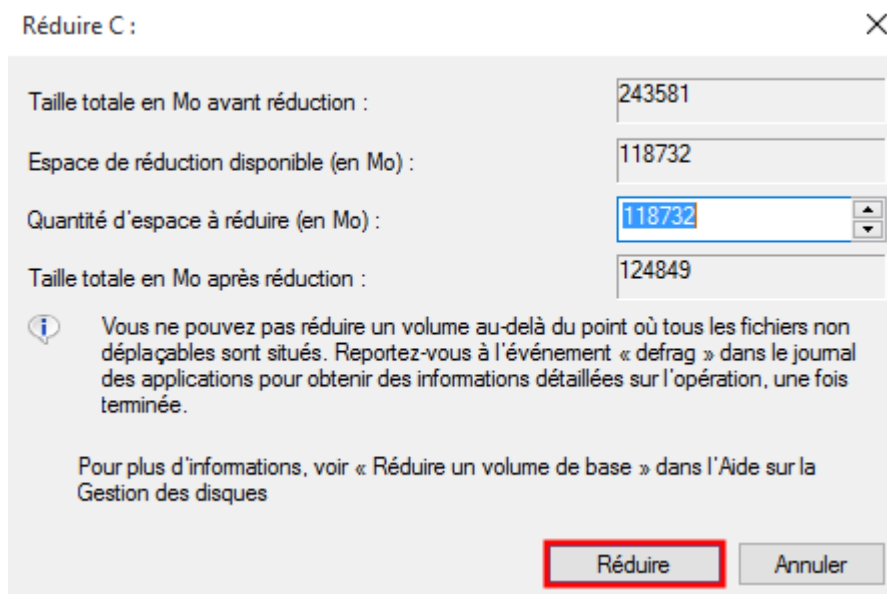 Réduire C :
Taille totale en Mo avant réduction :
243581
Espace de réduction disponible (en Mo) :
118732
Quantité d'espace à réduire (en Mo) :
118732
Taille totale en Mo après réduction :
124849
Vous ne pouvez pas réduire un volume au-delà du point où tous les fichiers non
déplaçables sont situés. Reportez-vous à l'événement « defrag » dans le journal
des applications pour obtenir des informations détaillées sur l'opération, une fois
terminée.
Pour plus d'informations, voir « Réduire un volume de base » dans l'Aide sur la
Gestion des disques
Réduire
Annuler